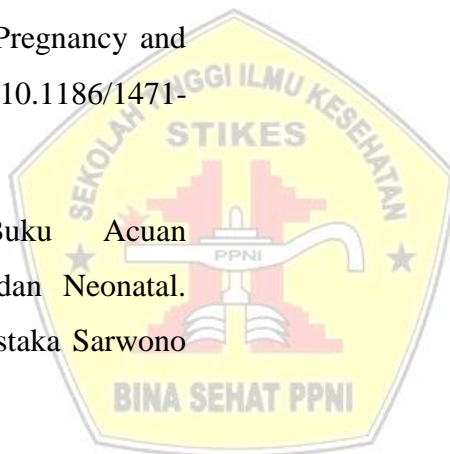 Pregnancy and
10.1186/1471-
Buku Acuan
dan Neonatal.
staka Sarwono
SEKOLAH TINGGI ILMU KESEHATAN
STIKES
PPNI
BINA SEHAT PPNI